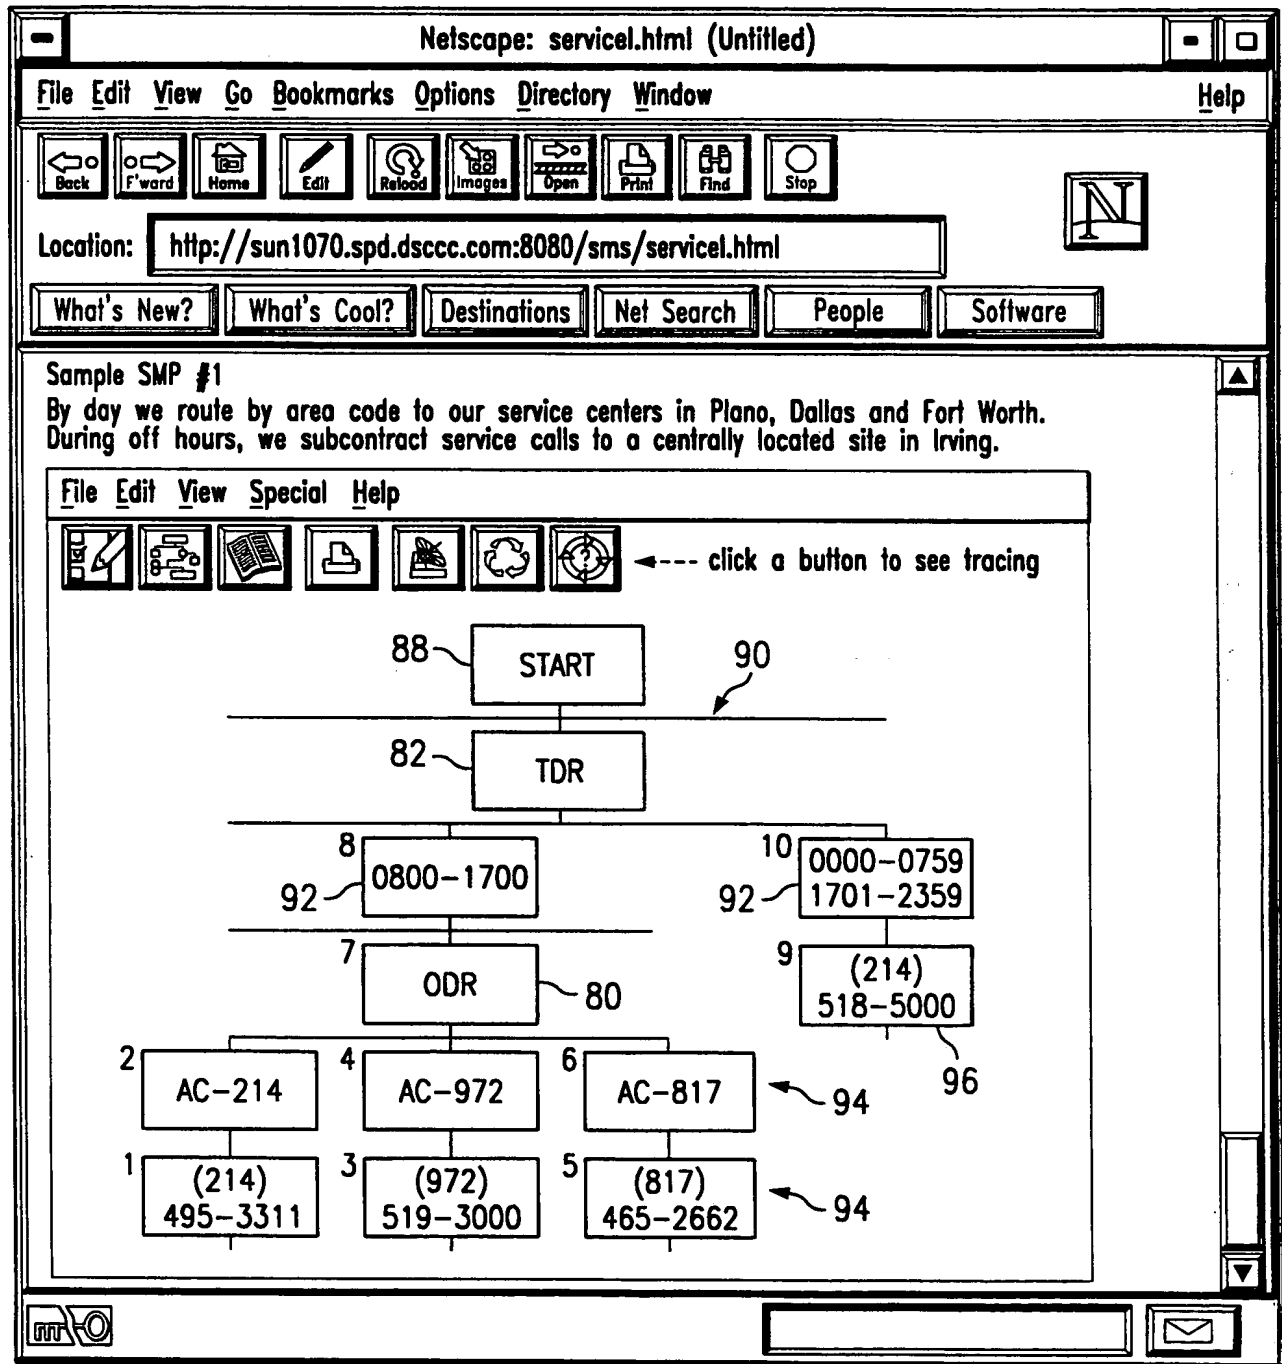 Netscape: servicel.html (Untitled)
File Edit View Go Bookmarks Options Directory Window Help
Back F'ward Home Edit Reload Images Open Print Find Stop
N
Location: http://sun1070.spd.dsccc.com:8080/sms/servicel.html
What's New? What's Cool? Destinations Net Search People Software
Sample SMP #1
By day we route by area code to our service centers in Plano, Dallas and Fort Worth.
During off hours, we subcontract service calls to a centrally located site in Irving.
File Edit View Special Help
? click a button to see tracing
88 START 90
82 TDR
8 0800-1700 92
10 0000-0759
1701-2359 92
7 ODR 80
9 (214)
518-5000
96
2 AC-214 4 AC-972 6 AC-817 94
1 (214) 3 (972) 5 (817)
495-3311 519-3000 465-2662 94